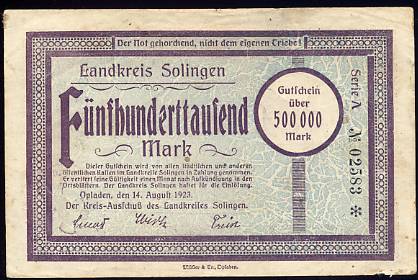 Der Not gehorchend, nicht dem eigenen Triebe!
Landkreis Solingen
Fünfhunderttausend
Mark
Gutschein
über
500 000
Mark
Serie A
№ 02583 *
Dieser Gutschein wird von allen städtischen und anderen
öffentlichen Kassen im Landkreise Solingen in Zahlung genommen.
Er verliert seine Gültigkeit einen Monat nach Aufkündigung in den
Ortsblättern. Der Landkreis Solingen haftet für die Einlösung.
Opladen, den 14. August 1923.
Der Kreis-Ausschuß des Landkreises Solingen.
& Co., Opladen.